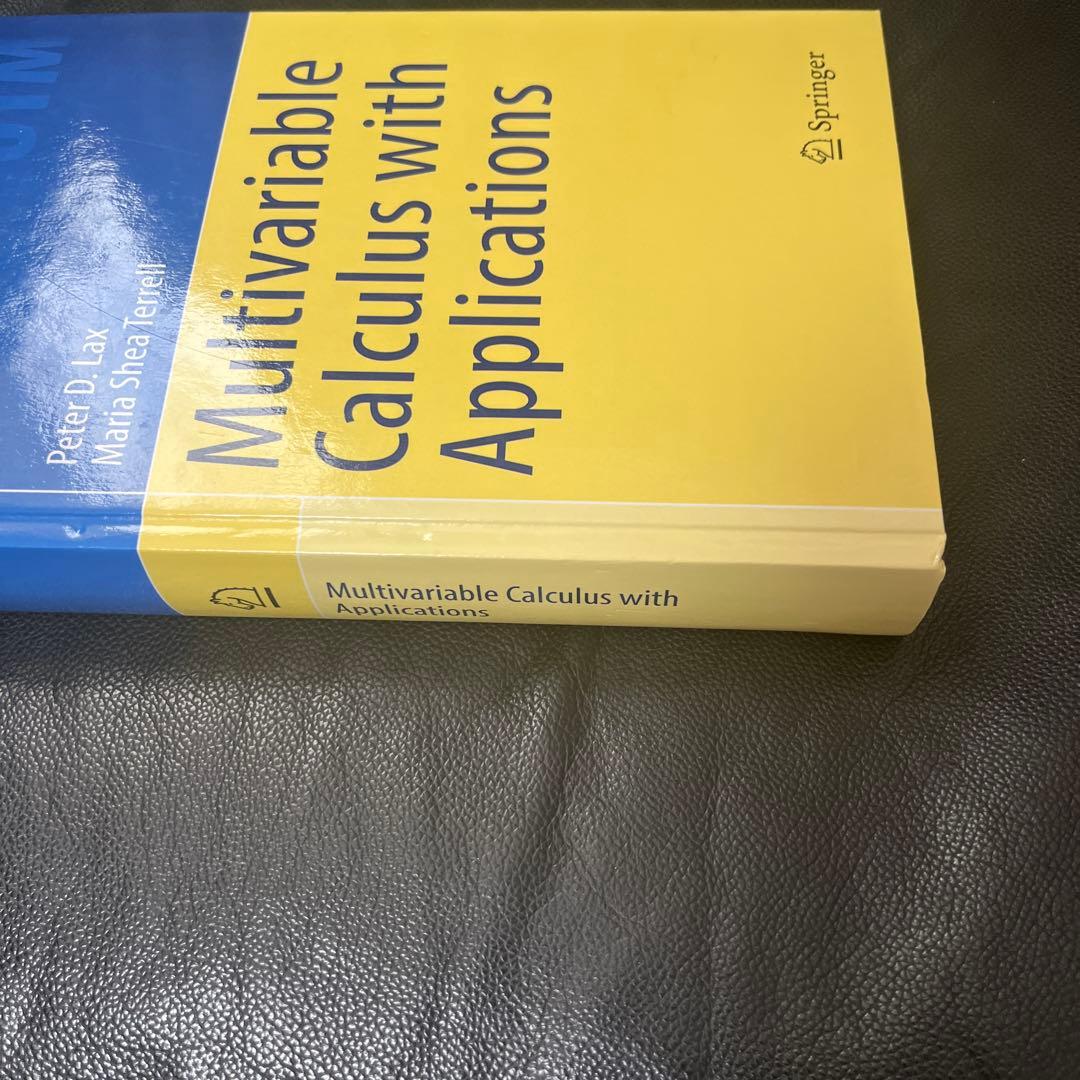 UTM
Peter D. Lax
Maria Shea Terrell
Multivariable
Calculus with
Applications
Springer
Multivariable Calculus with
Applications